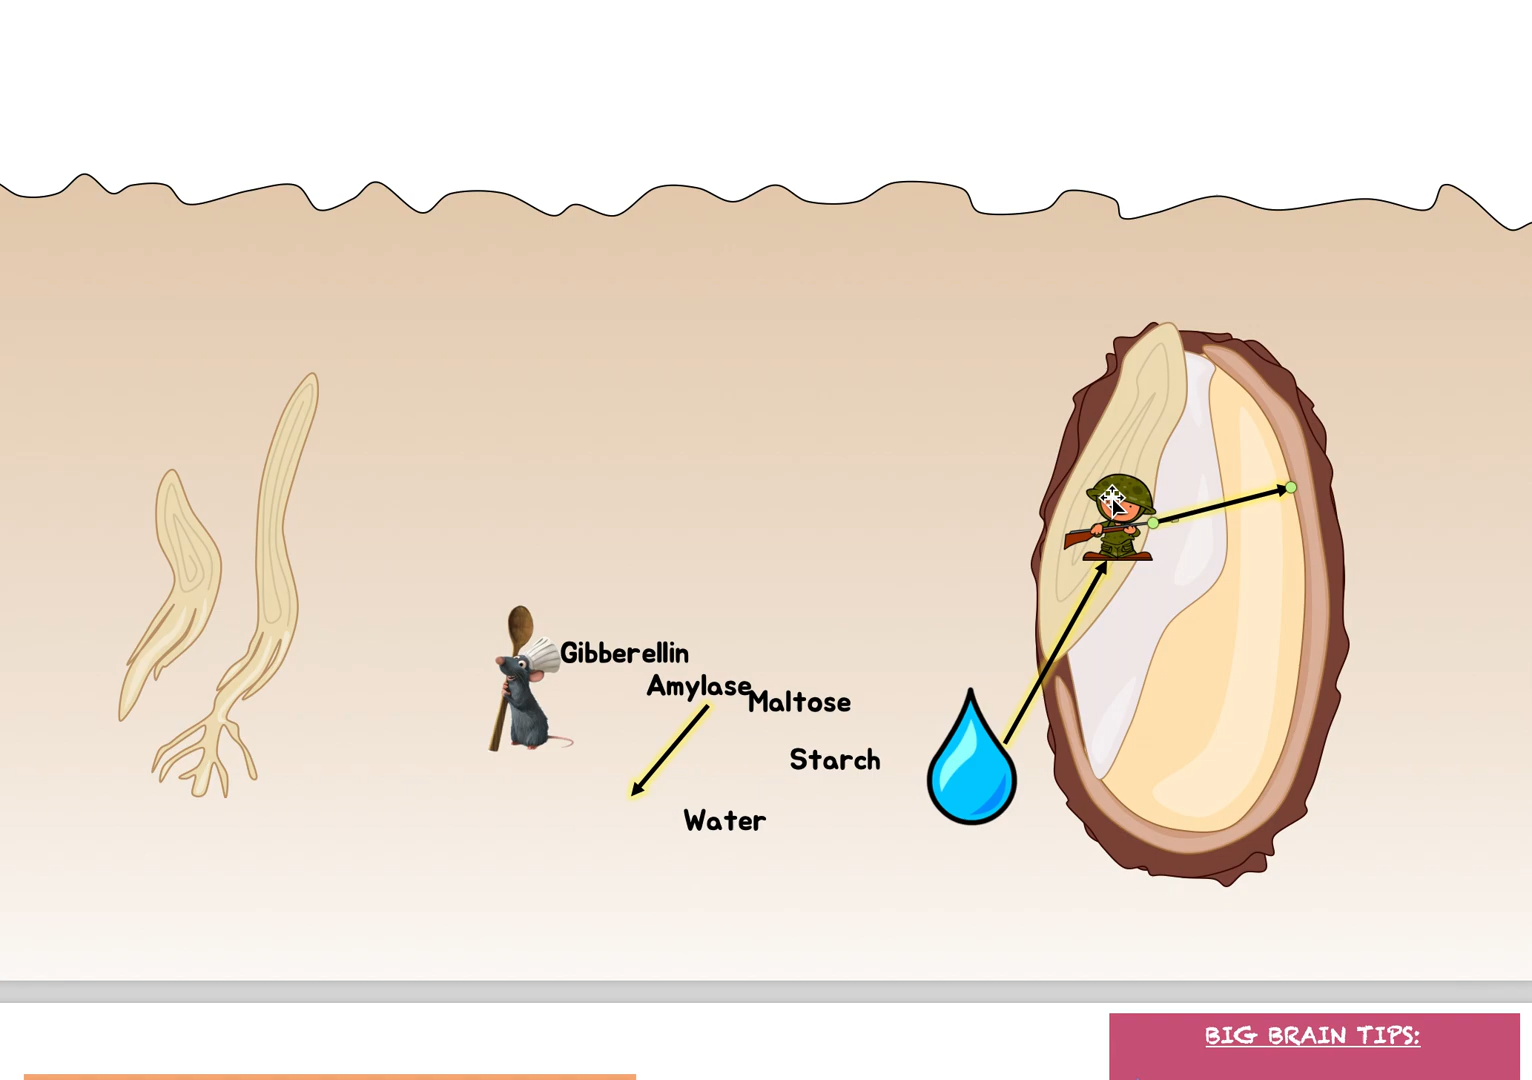 Gibberellin
Amylase
Maltose
Starch
Water
BIG BRAIN TIPS: